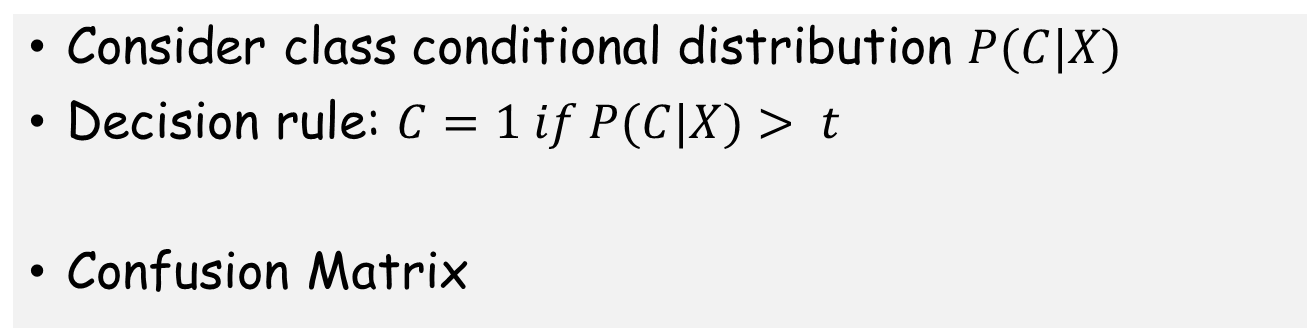 • Consider class conditional distribution P(C|X)
• Decision rule: C = 1 if P(C|X) > t
• Confusion Matrix